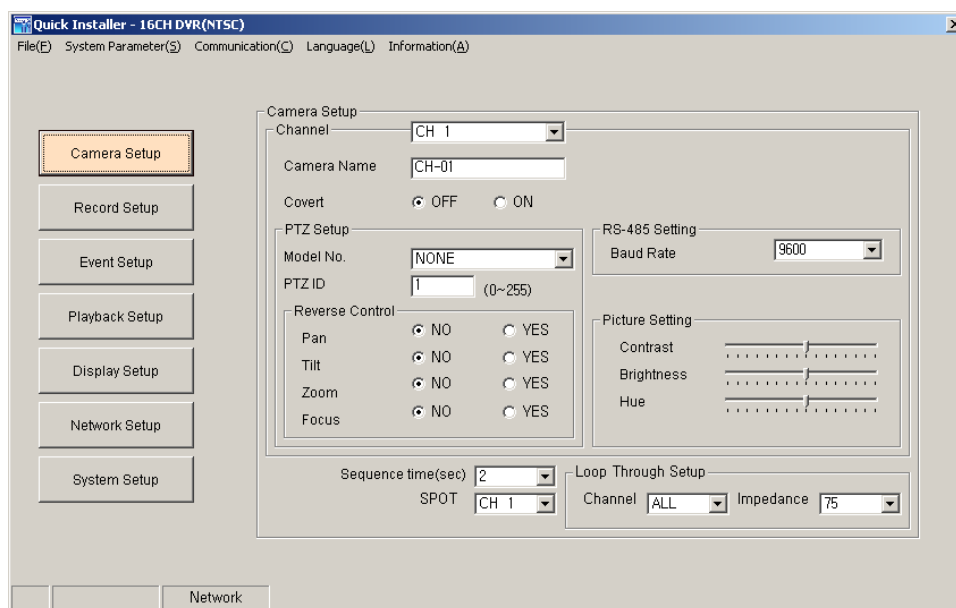 Quick Installer - 16CH DVR(NTSC)
File(F) System Parameter(S) Communication(C) Language(L) Information(A)
Camera Setup
Record Setup
Event Setup
Playback Setup
Display Setup
Network Setup
System Setup
Camera Setup
Channel CH 1
Camera Name CH-01
Covert OFF ON
PTZ Setup
Model No. NONE
PTZ ID 1 (0~255)
Reverse Control
Pan NO YES
Tilt NO YES
Zoom NO YES
Focus NO YES
RS-485 Setting
Baud Rate 9600
Picture Setting
Contrast
Brightness
Hue
Sequence time(sec) 2
SPOT CH 1
Loop Through Setup
Channel ALL Impedance 75
Network